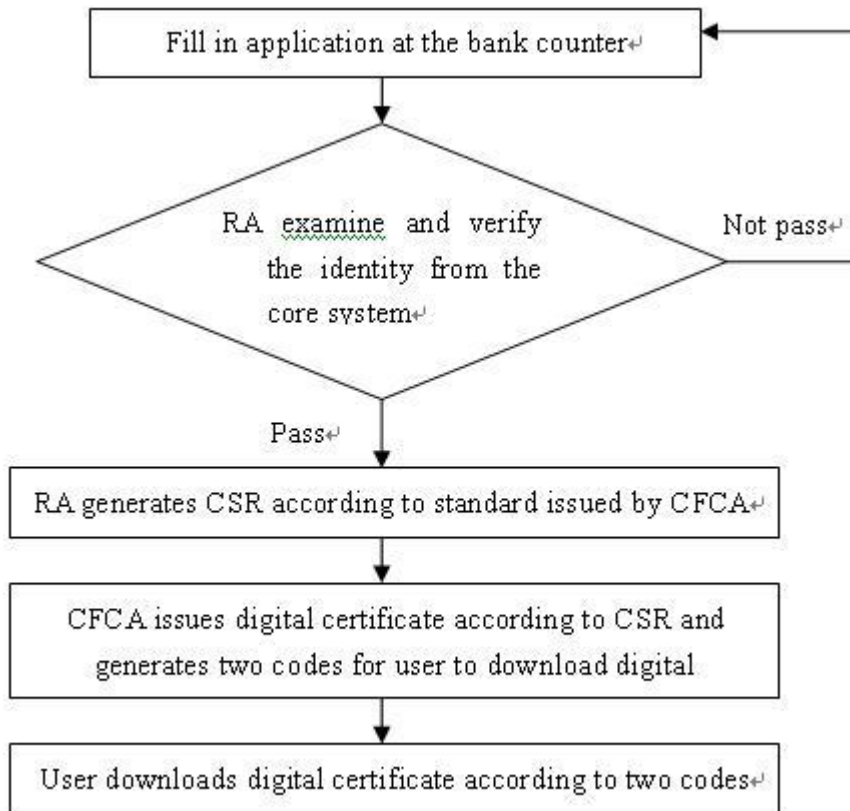 Fill in application at the bank counter↵
RA examine and verify
the identity from the
core system↵
Not pass↵
Pass↵
RA generates CSR according to standard issued by CFCA↵
CFCA issues digital certificate according to CSR and
generates two codes for user to download digital
User downloads digital certificate according to two codes↵